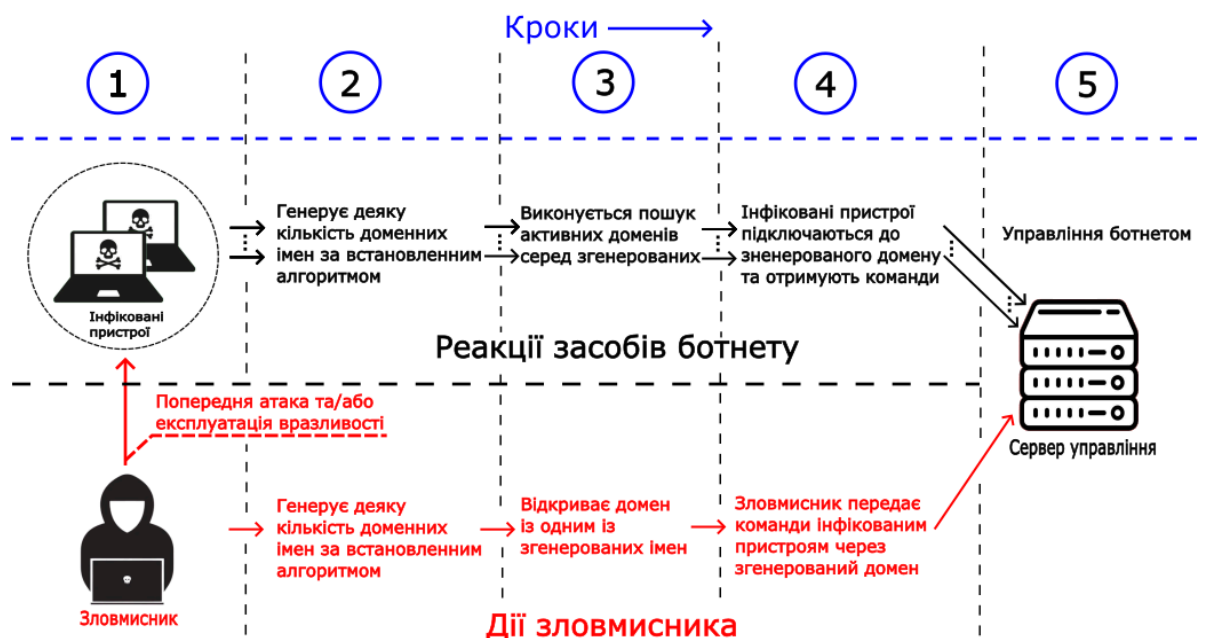 Кроки
1
2
3
4
5
Генерує деяку
кількість доменних
імен за встановленним
алгоритмом
Виконується пошук
активних доменів
серед згенерованих
Інфіковані пристрої
підключаються до
зненерованого домену
та отримують команди
Управління ботнетом
Інфіковані
пристрої
Реакції засобів ботнету
Сервер управління
Попередня атака та/або
експлуатація вразливості
Генерує деяку
кількість доменних
імен за встановленним
алгоритмом
Відкриває домен
із одним із
згенерованих імен
Зловмисник передає
команди інфікованим
пристроям через
згенерований домен
Зловмисник
Дії зловмисника